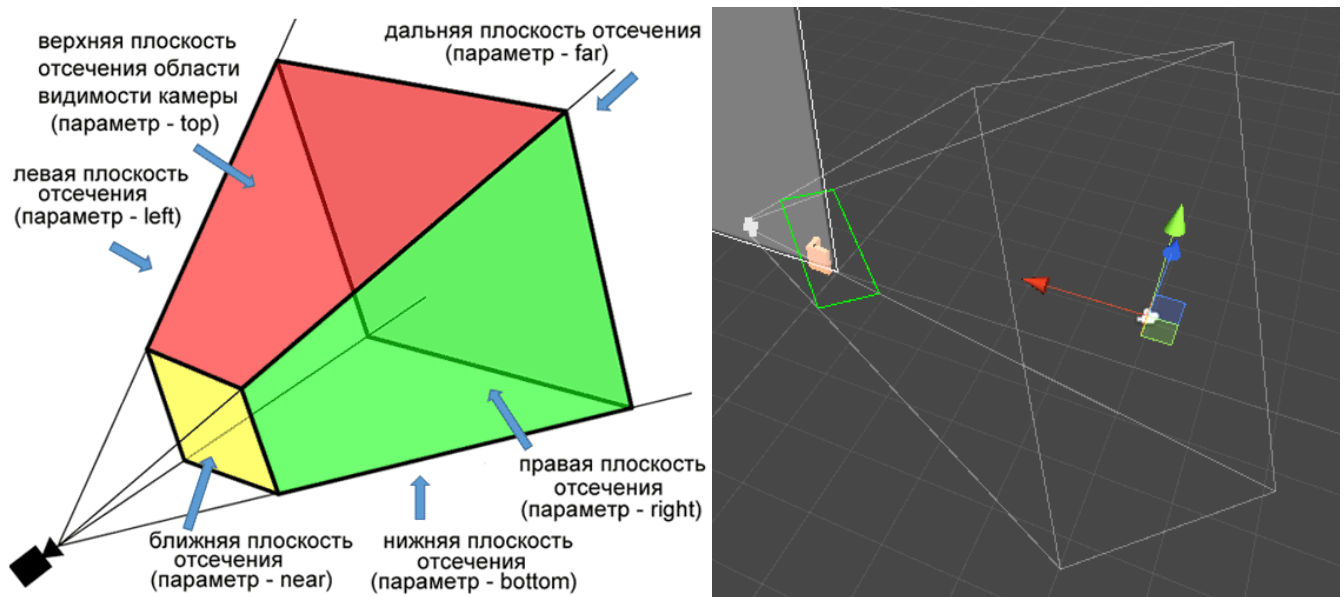 верхняя плоскость
отсечения области
видимости камеры
(параметр - top)
дальняя плоскость отсечения
(параметр - far)
левая плоскость
отсечения
(параметр - left)
правая плоскость
отсечения
(параметр - right)
ближняя плоскость
отсечения
(параметр - near)
нижняя плоскость
отсечения
(параметр - bottom)